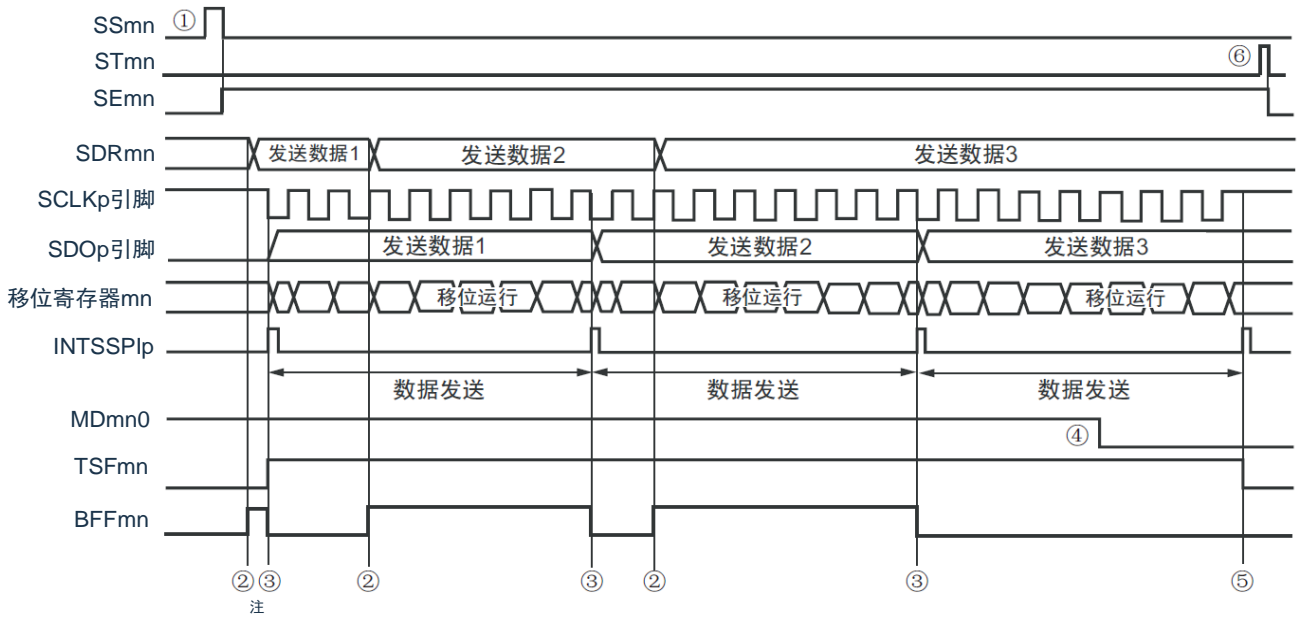 SSmn ①
STmn ⑥
SEmn
SDRmn 发送数据1 发送数据2 发送数据3
SCLKp引脚
SDOp引脚 发送数据1 发送数据2 发送数据3
移位寄存器mn 移位运行 移位运行 移位运行
INTSSPIp
数据发送 数据发送 数据发送
MDmn0 ④
TSFmn
BFFmn
②③ ② ③ ② ③ ⑤
注